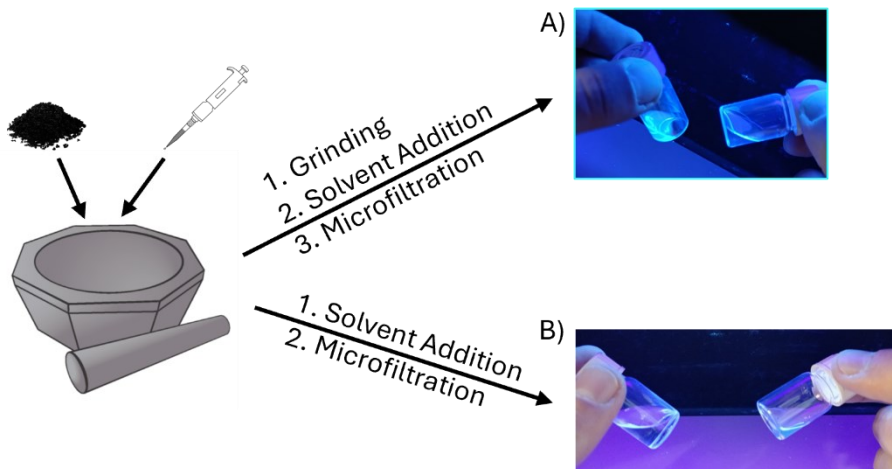 A)
1. Grinding
2. Solvent Addition
3. Microfiltration
1. Solvent Addition
2. Microfiltration
B)